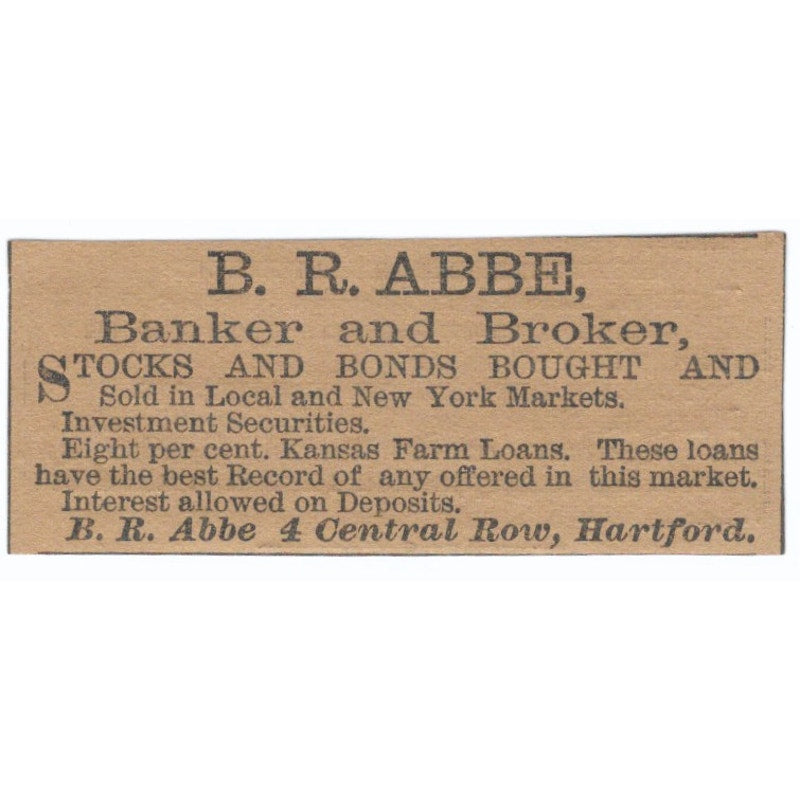 B. R. ABBE,
Banker and Broker,
STOCKS AND BONDS BOUGHT AND
Sold in Local and New York Markets.
Investment Securities.
Eight per cent. Kansas Farm Loans. These loans
have the best Record of any offered in this market.
Interest allowed on Deposits.
B. R. Abbe 4 Central Row, Hartford.